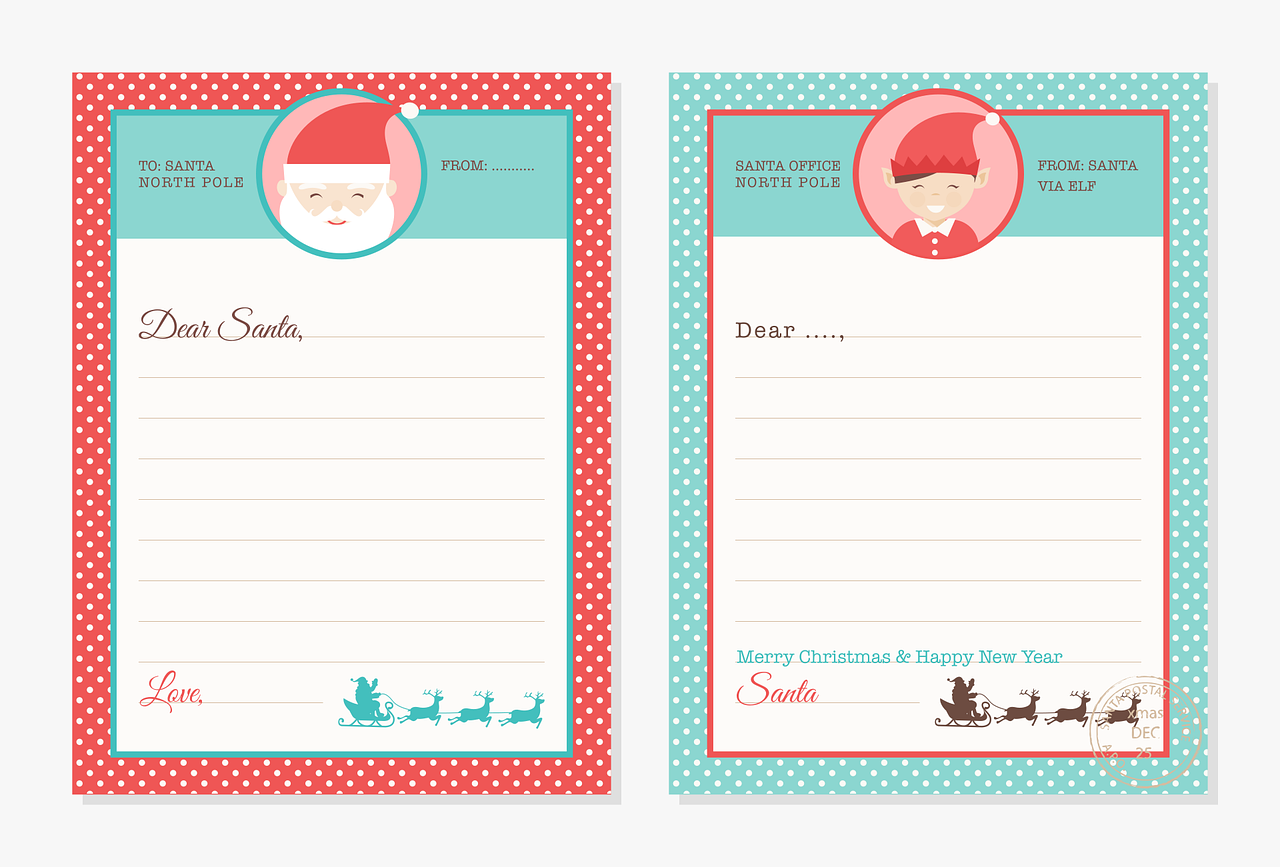 TO: SANTA
NORTH POLE
FROM: ...........
Dear Santa,
Love,
SANTA OFFICE
NORTH POLE
FROM: SANTA
VIA ELF
Dear ....,
Merry Christmas & Happy New Year
Santa
xmas
DEC
25